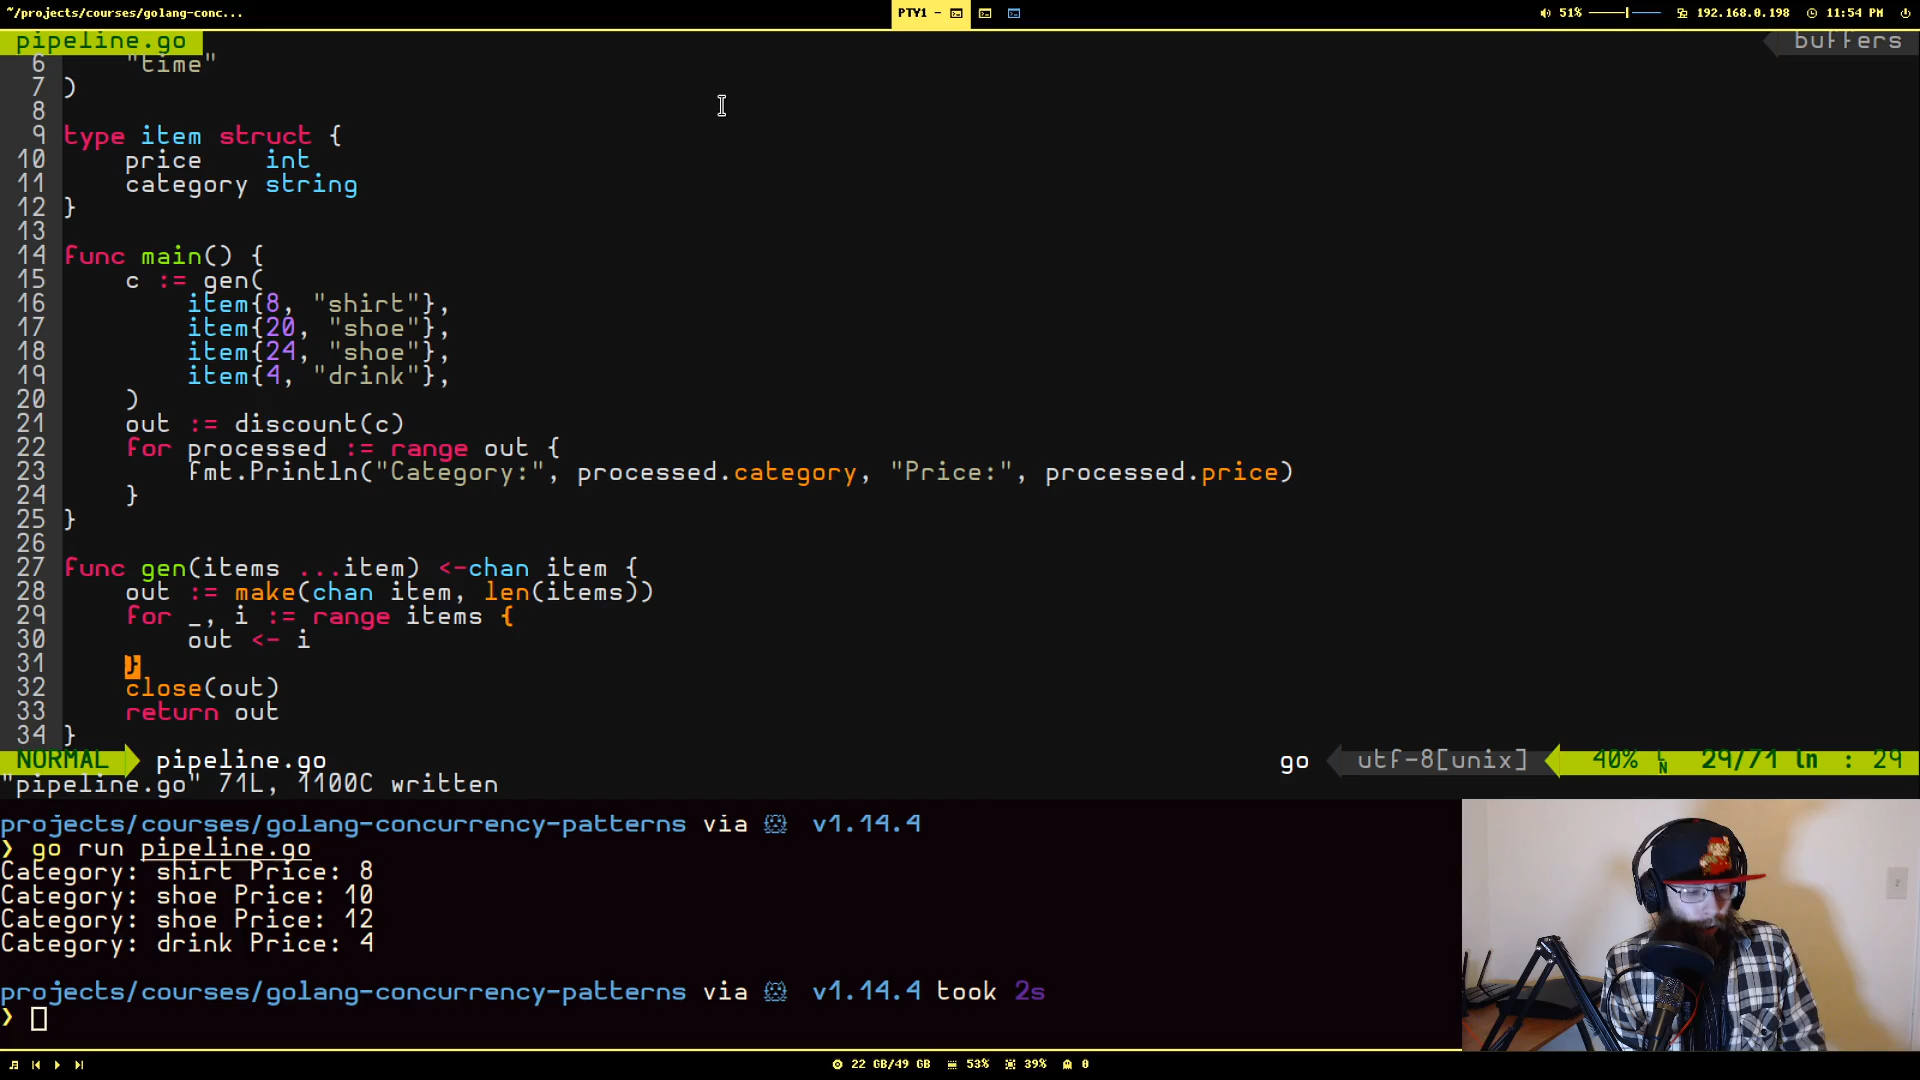 ~/projects/courses/golang-conc...
PTY1 -
51%
192.168.0.198
11:54 PM
pipeline.go
buffers
6 "time"
7 )
8
9 type item struct {
10 price int
11 category string
12 }
13
14 func main() {
15 c := gen(
16 item{8, "shirt"},
17 item{20, "shoe"},
18 item{24, "shoe"},
19 item{4, "drink"},
20 )
21 out := discount(c)
22 for processed := range out {
23 fmt.Println("Category:", processed.category, "Price:", processed.price)
24 }
25 }
26
27 func gen(items ...item) <-chan item {
28 out := make(chan item, len(items))
29 for _, i := range items {
30 out <- i
31 }
32 close(out)
33 return out
34 }
NORMAL pipeline.go go utf-8[unix] 40% LN 29/71 ln : 29
"pipeline.go" 71L, 1100C written
projects/courses/golang-concurrency-patterns via v1.14.4
❯ go run pipeline.go
Category: shirt Price: 8
Category: shoe Price: 10
Category: shoe Price: 12
Category: drink Price: 4
projects/courses/golang-concurrency-patterns via v1.14.4 took 2s
❯
22 GB/49 GB 53% 39% 0